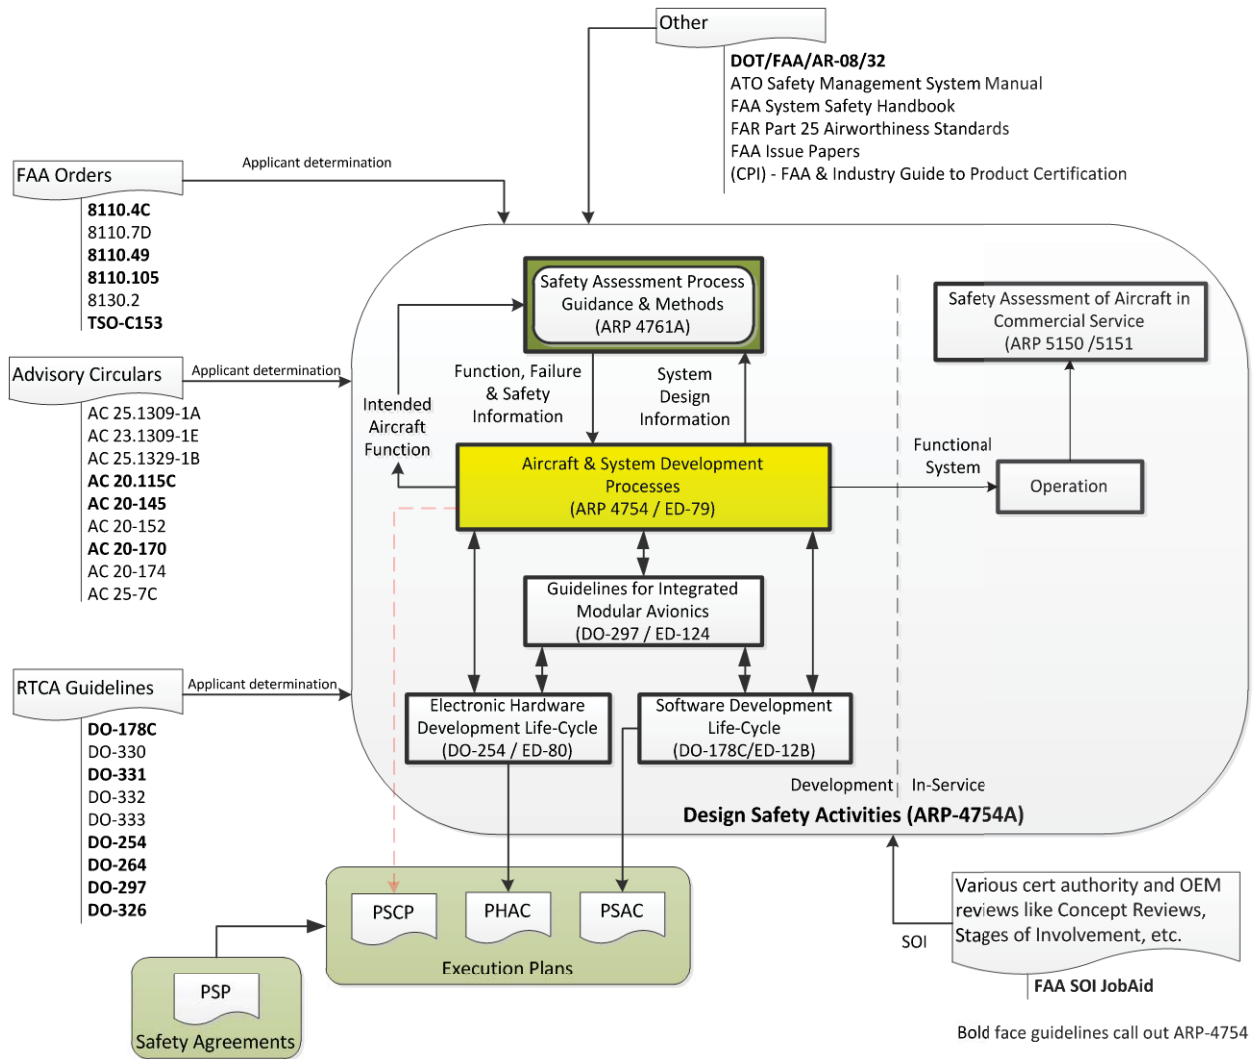 Other
DOT/FAA/AR-08/32
ATO Safety Management System Manual
FAA System Safety Handbook
FAR Part 25 Airworthiness Standards
FAA Issue Papers
(CPI) - FAA & Industry Guide to Product Certification
Applicant determination
FAA Orders
8110.4C
8110.7D
8110.49
8110.105
8130.2
TSO-C153
Applicant determination
Advisory Circulars
AC 25.1309-1A
AC 23.1309-1E
AC 25.1329-1B
AC 20.115C
AC 20-145
AC 20-152
AC 20-170
AC 20-174
AC 25-7C
Applicant determination
RTCA Guidelines
DO-178C
DO-330
DO-331
DO-332
DO-333
DO-254
DO-264
DO-297
DO-326
Safety Assessment Process
Guidance & Methods
(ARP 4761A)
Function, Failure
& Safety
Information
System
Design
Information
Intended
Aircraft
Function
Aircraft & System Development
Processes
(ARP 4754 / ED-79)
Guidelines for Integrated
Modular Avionics
(DO-297 / ED-124
Electronic Hardware
Development Life-Cycle
(DO-254 / ED-80)
Software Development
Life-Cycle
(DO-178C/ED-12B)
Safety Assessment of Aircraft in
Commercial Service
(ARP 5150 /5151
Functional
System
Operation
Development
In-Service
Design Safety Activities (ARP-4754A)
PSCP
PHAC
PSAC
Execution Plans
PSP
Safety Agreements
SOI
Various cert authority and OEM
reviews like Concept Reviews,
Stages of Involvement, etc.
FAA SOI JobAid
Bold face guidelines call out ARP-4754